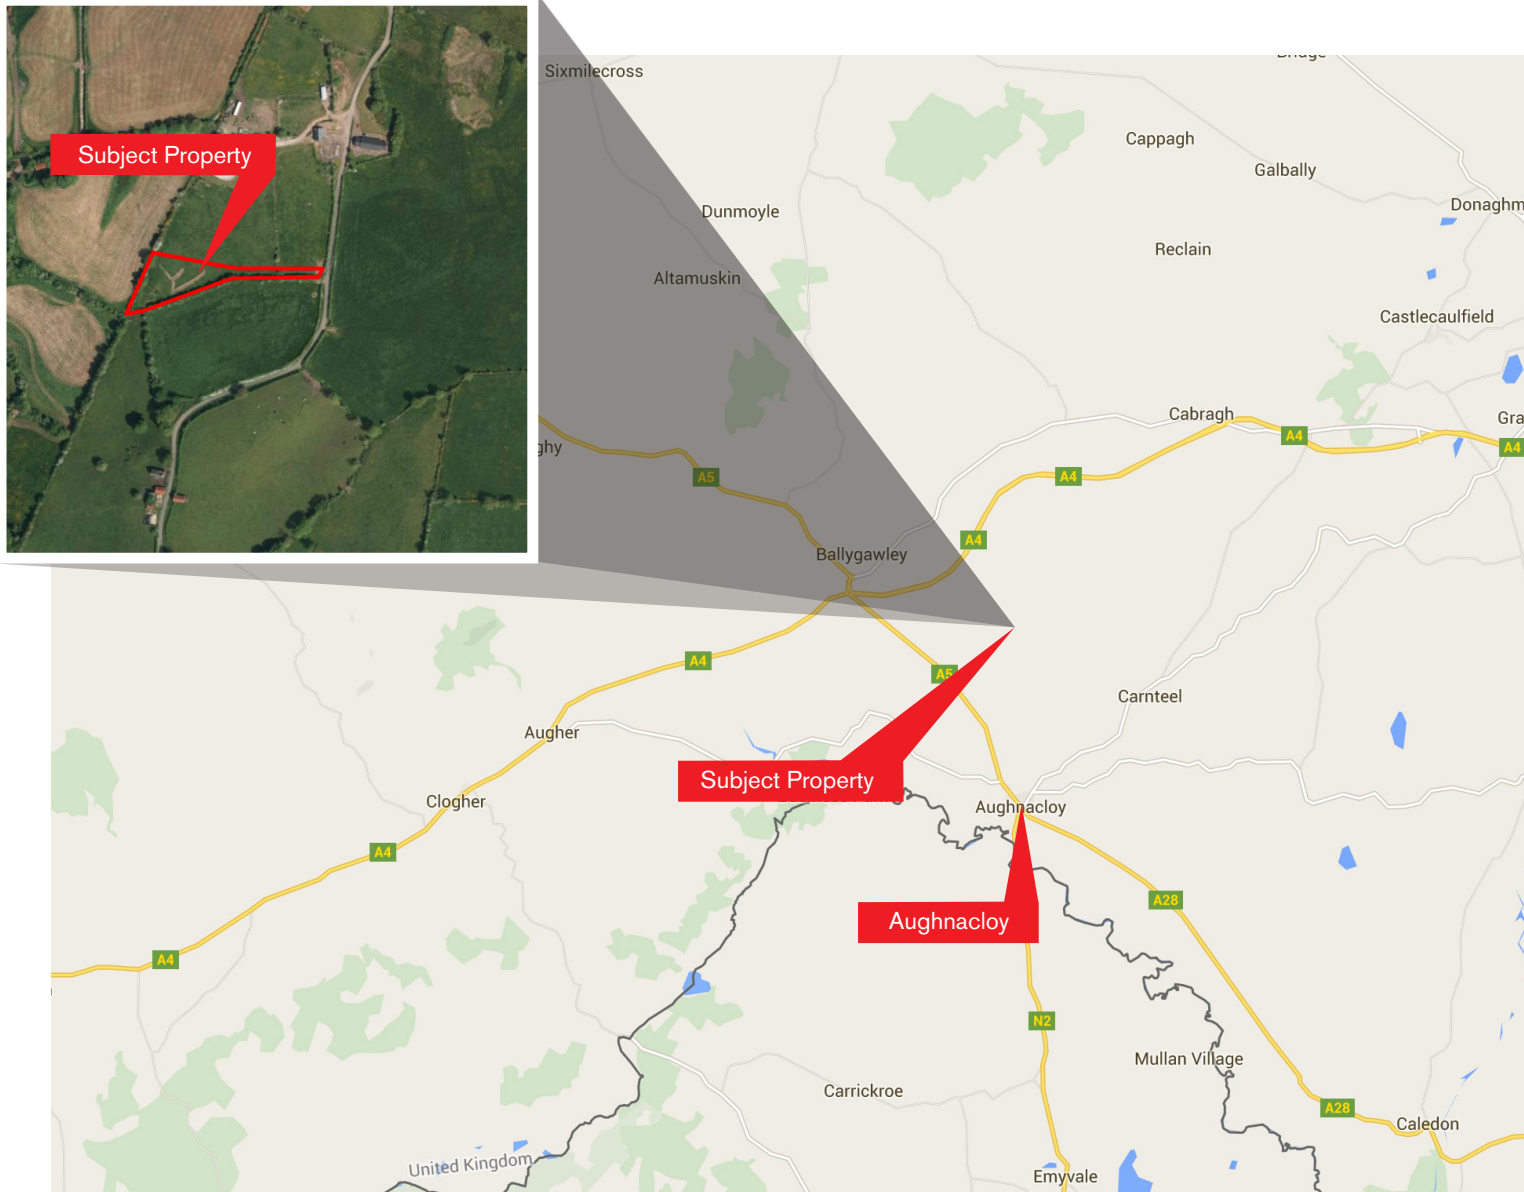 Subject Property
Sixmilecross
Cappagh
Galbally
Dunmoyle
Donaghm
Reclain
Altamuskin
Castlecaulfield
Cabragh
Gra
A4
A4
ghy
A5
A4
A4
Ballygawley
A4
A5
Carnteel
Augher
Subject Property
Clogher
Aughnacloy
A4
A28
Aughnacloy
A4
N2
Mullan Village
Carrickroe
A28
Caledon
United Kingdom
Emyvale